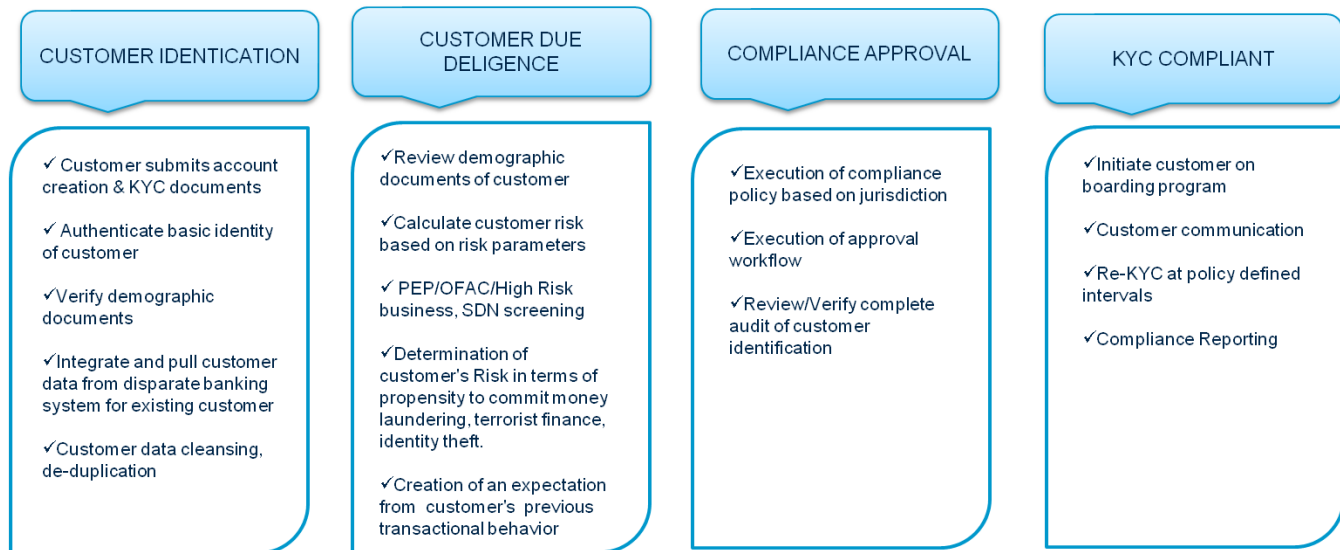 CUSTOMER IDENTICATION
✓ Customer submits account
creation & KYC documents
✓ Authenticate basic identity
of customer
✓Verify demographic
documents
✓Integrate and pull customer
data from disparate banking
system for existing customer
✓Customer data cleansing,
de-duplication
CUSTOMER DUE
DELIGENCE
✓Review demographic
documents of customer
✓Calculate customer risk
based on risk parameters
✓ PEP/OFAC/High Risk
business, SDN screening
✓Determination of
customer's Risk in terms of
propensity to commit money
laundering, terrorist finance,
identity theft.
✓Creation of an expectation
from customer's previous
transactional behavior
COMPLIANCE APPROVAL
✓Execution of compliance
policy based on jurisdiction
✓Execution of approval
workflow
✓Review/Verify complete
audit of customer
identification
KYC COMPLIANT
✓Initiate customer on
boarding program
✓Customer communication
✓Re-KYC at policy defined
intervals
✓Compliance Reporting